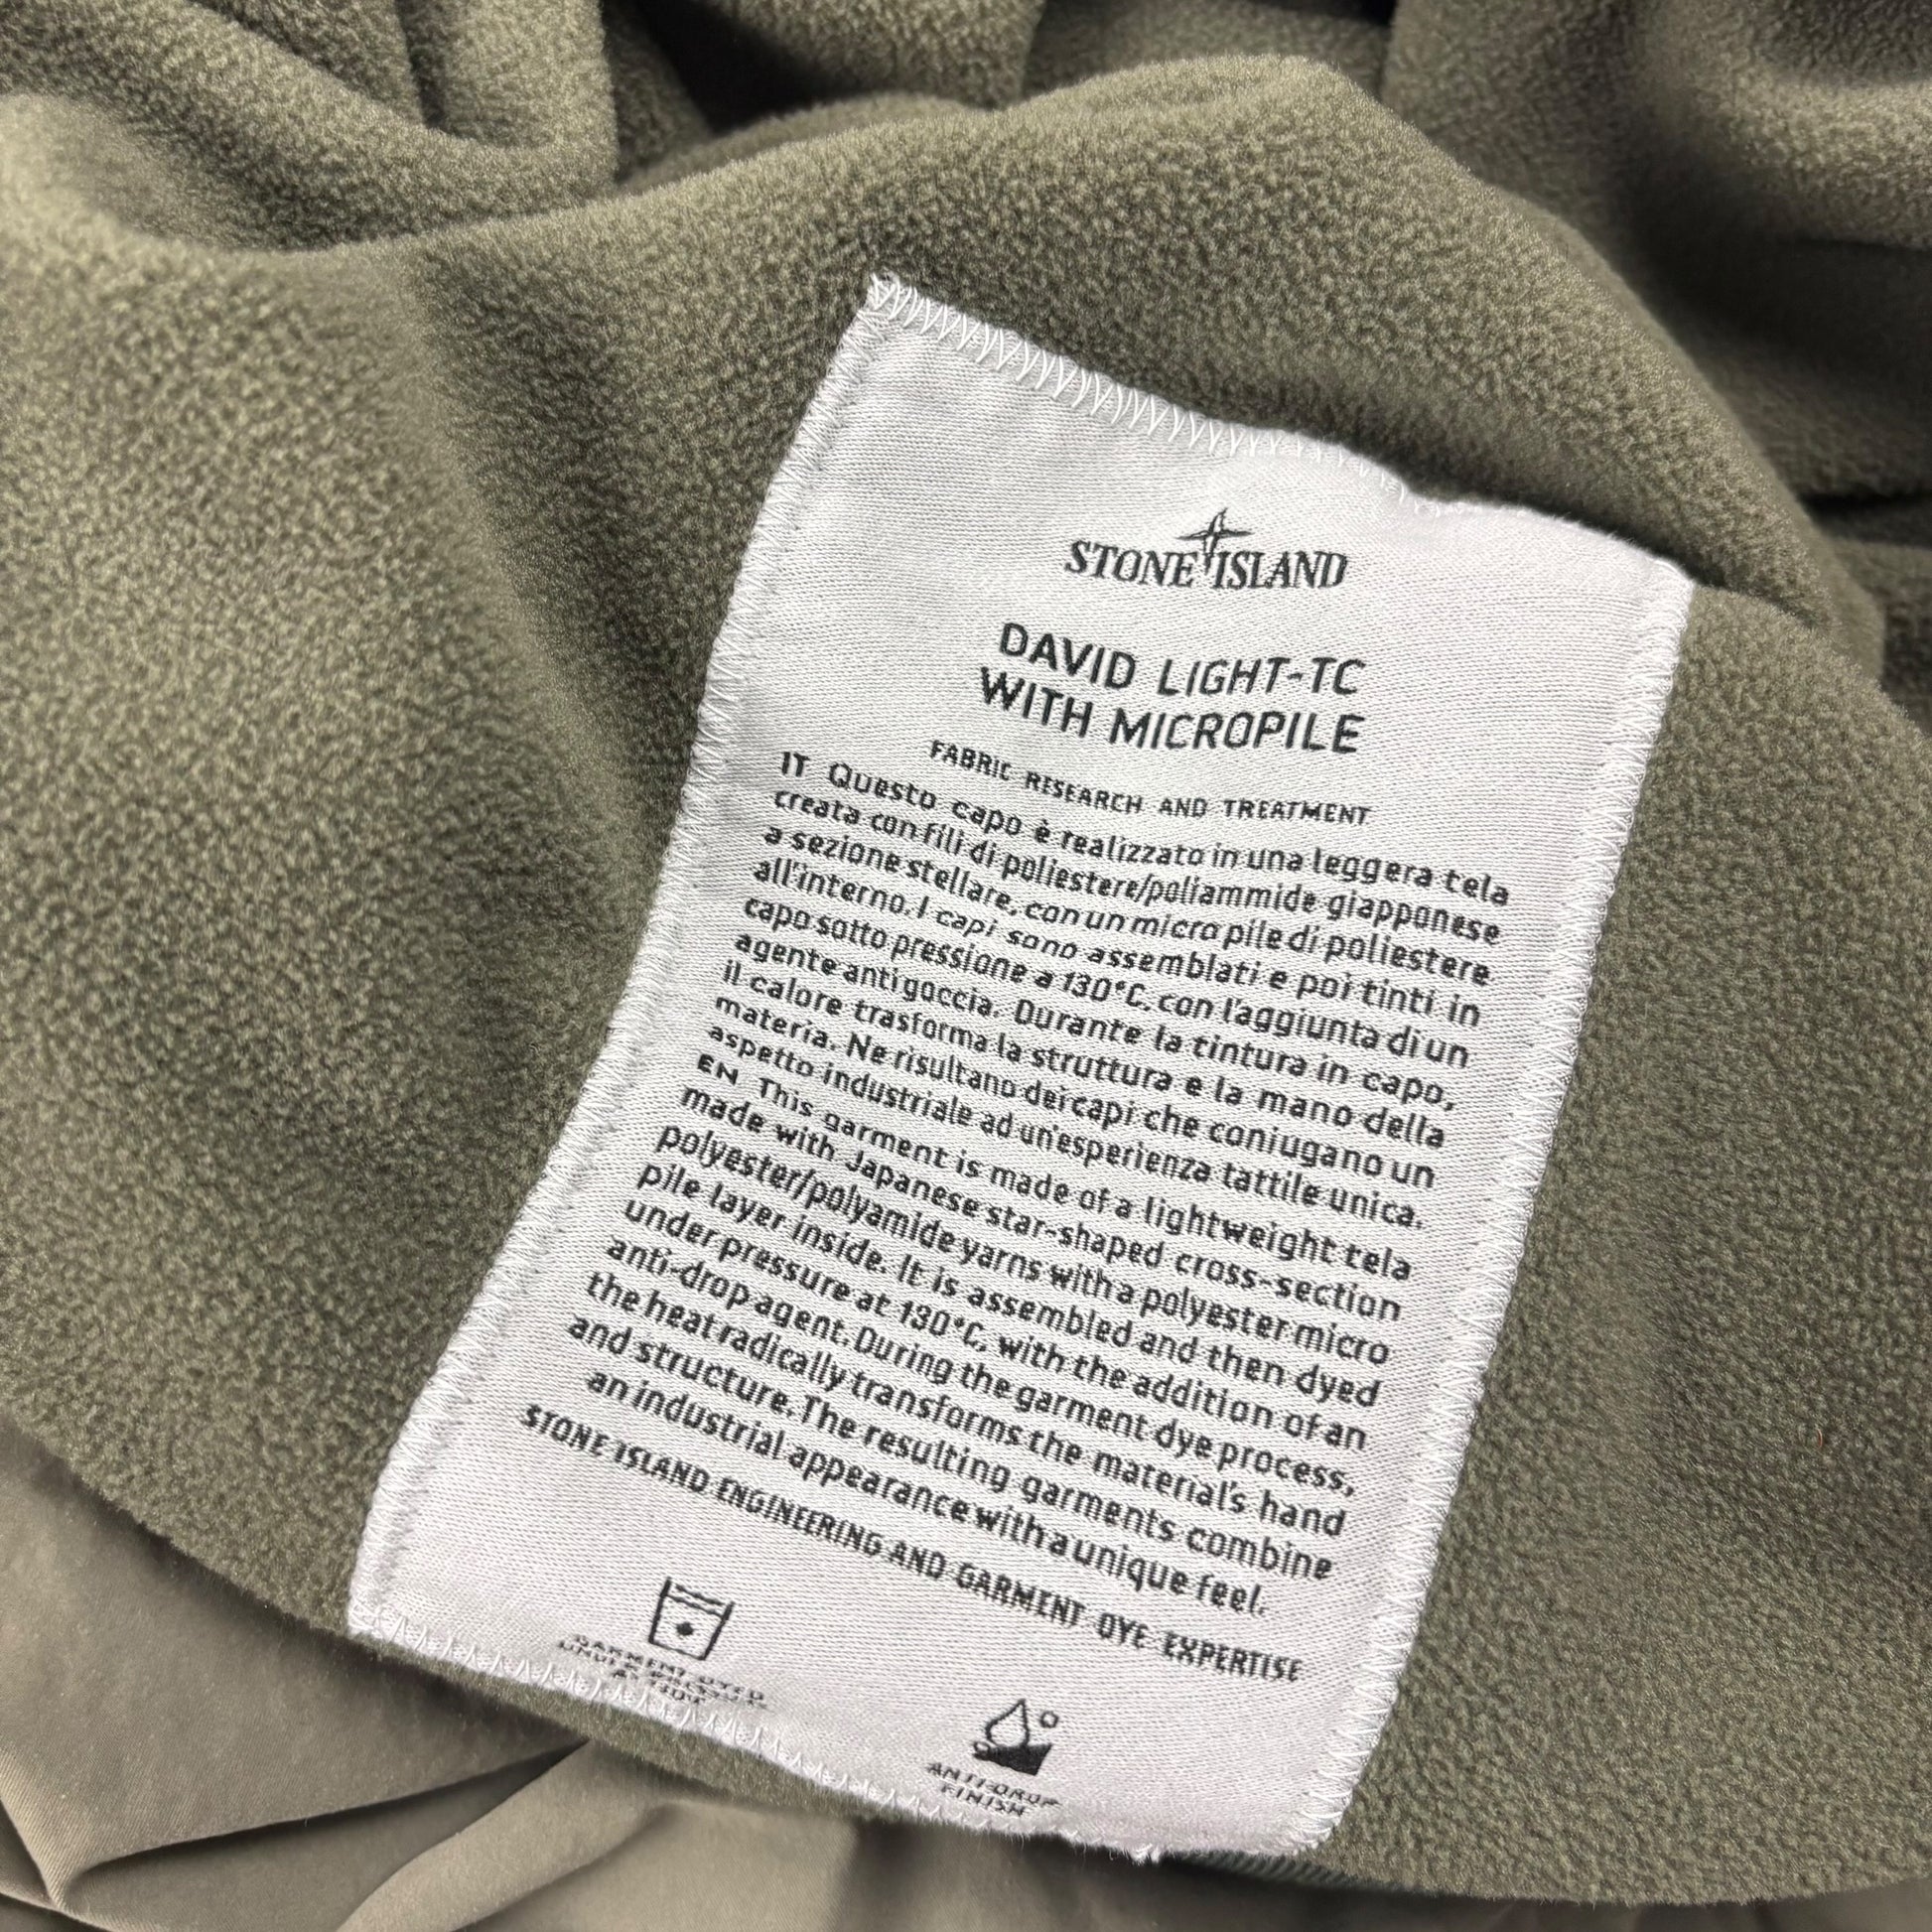 STONE ISLAND
DAVID LIGHT-TC
WITH MICROPILE
FABRIC RESEARCH AND TREATMENT
IT Questo capo è realizzato in una leggera tela
creata con fili di poliestere/poliammide giapponese
a sezione stellare, con un micro pile di poliestere
all'interno. I capi sono assemblati e poi tinti in
capo sotto pressione a 130°C, con l'aggiunta di un
agente antigoccia. Durante la tintura in capo,
il calore trasforma la struttura e la mano della
materia. Ne risultano dei capi che coniugano un
aspetto industriale ad un'esperienza tattile unica.
EN This garment is made of a lightweight tela
made with Japanese star-shaped cross-section
polyester/polyamide yarns with a polyester micro
pile layer inside. It is assembled and then dyed
under pressure at 130°C, with the addition of an
anti-drop agent. During the garment dye process,
the heat radically transforms the material's hand
and structure. The resulting garments combine
an industrial appearance with a unique feel.
STONE ISLAND ENGINEERING AND GARMENT DYE EXPERTISE
GARMENT DYED
UNDER PRESSURE
AT 130°C
ANTI-DROP
FINISH